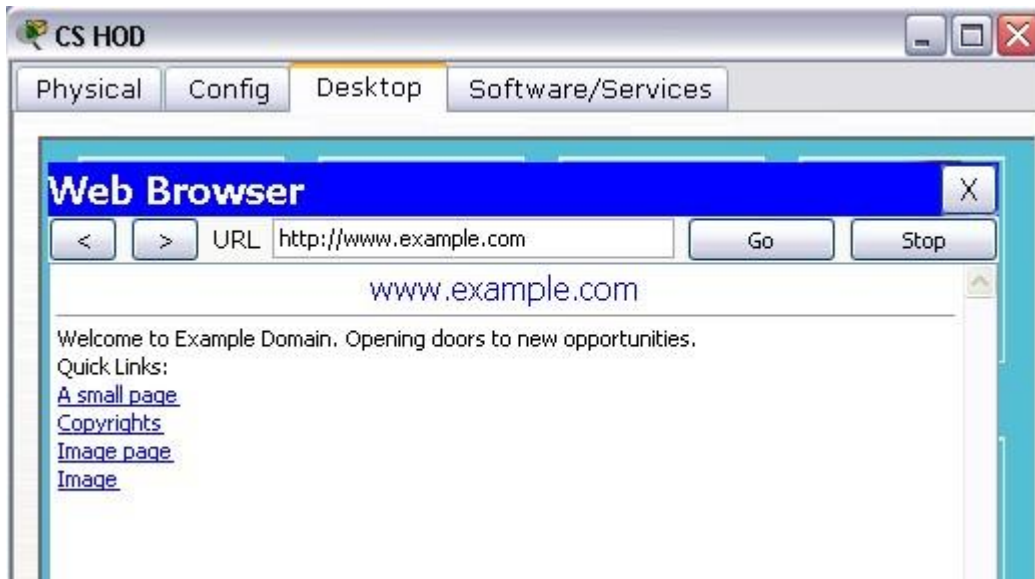 CS HOD
Physical Config Desktop Software/Services
Web Browser X
< > URL http://www.example.com Go Stop
www.example.com
Welcome to Example Domain. Opening doors to new opportunities.
Quick Links:
A small page
Copyrights
Image page
Image